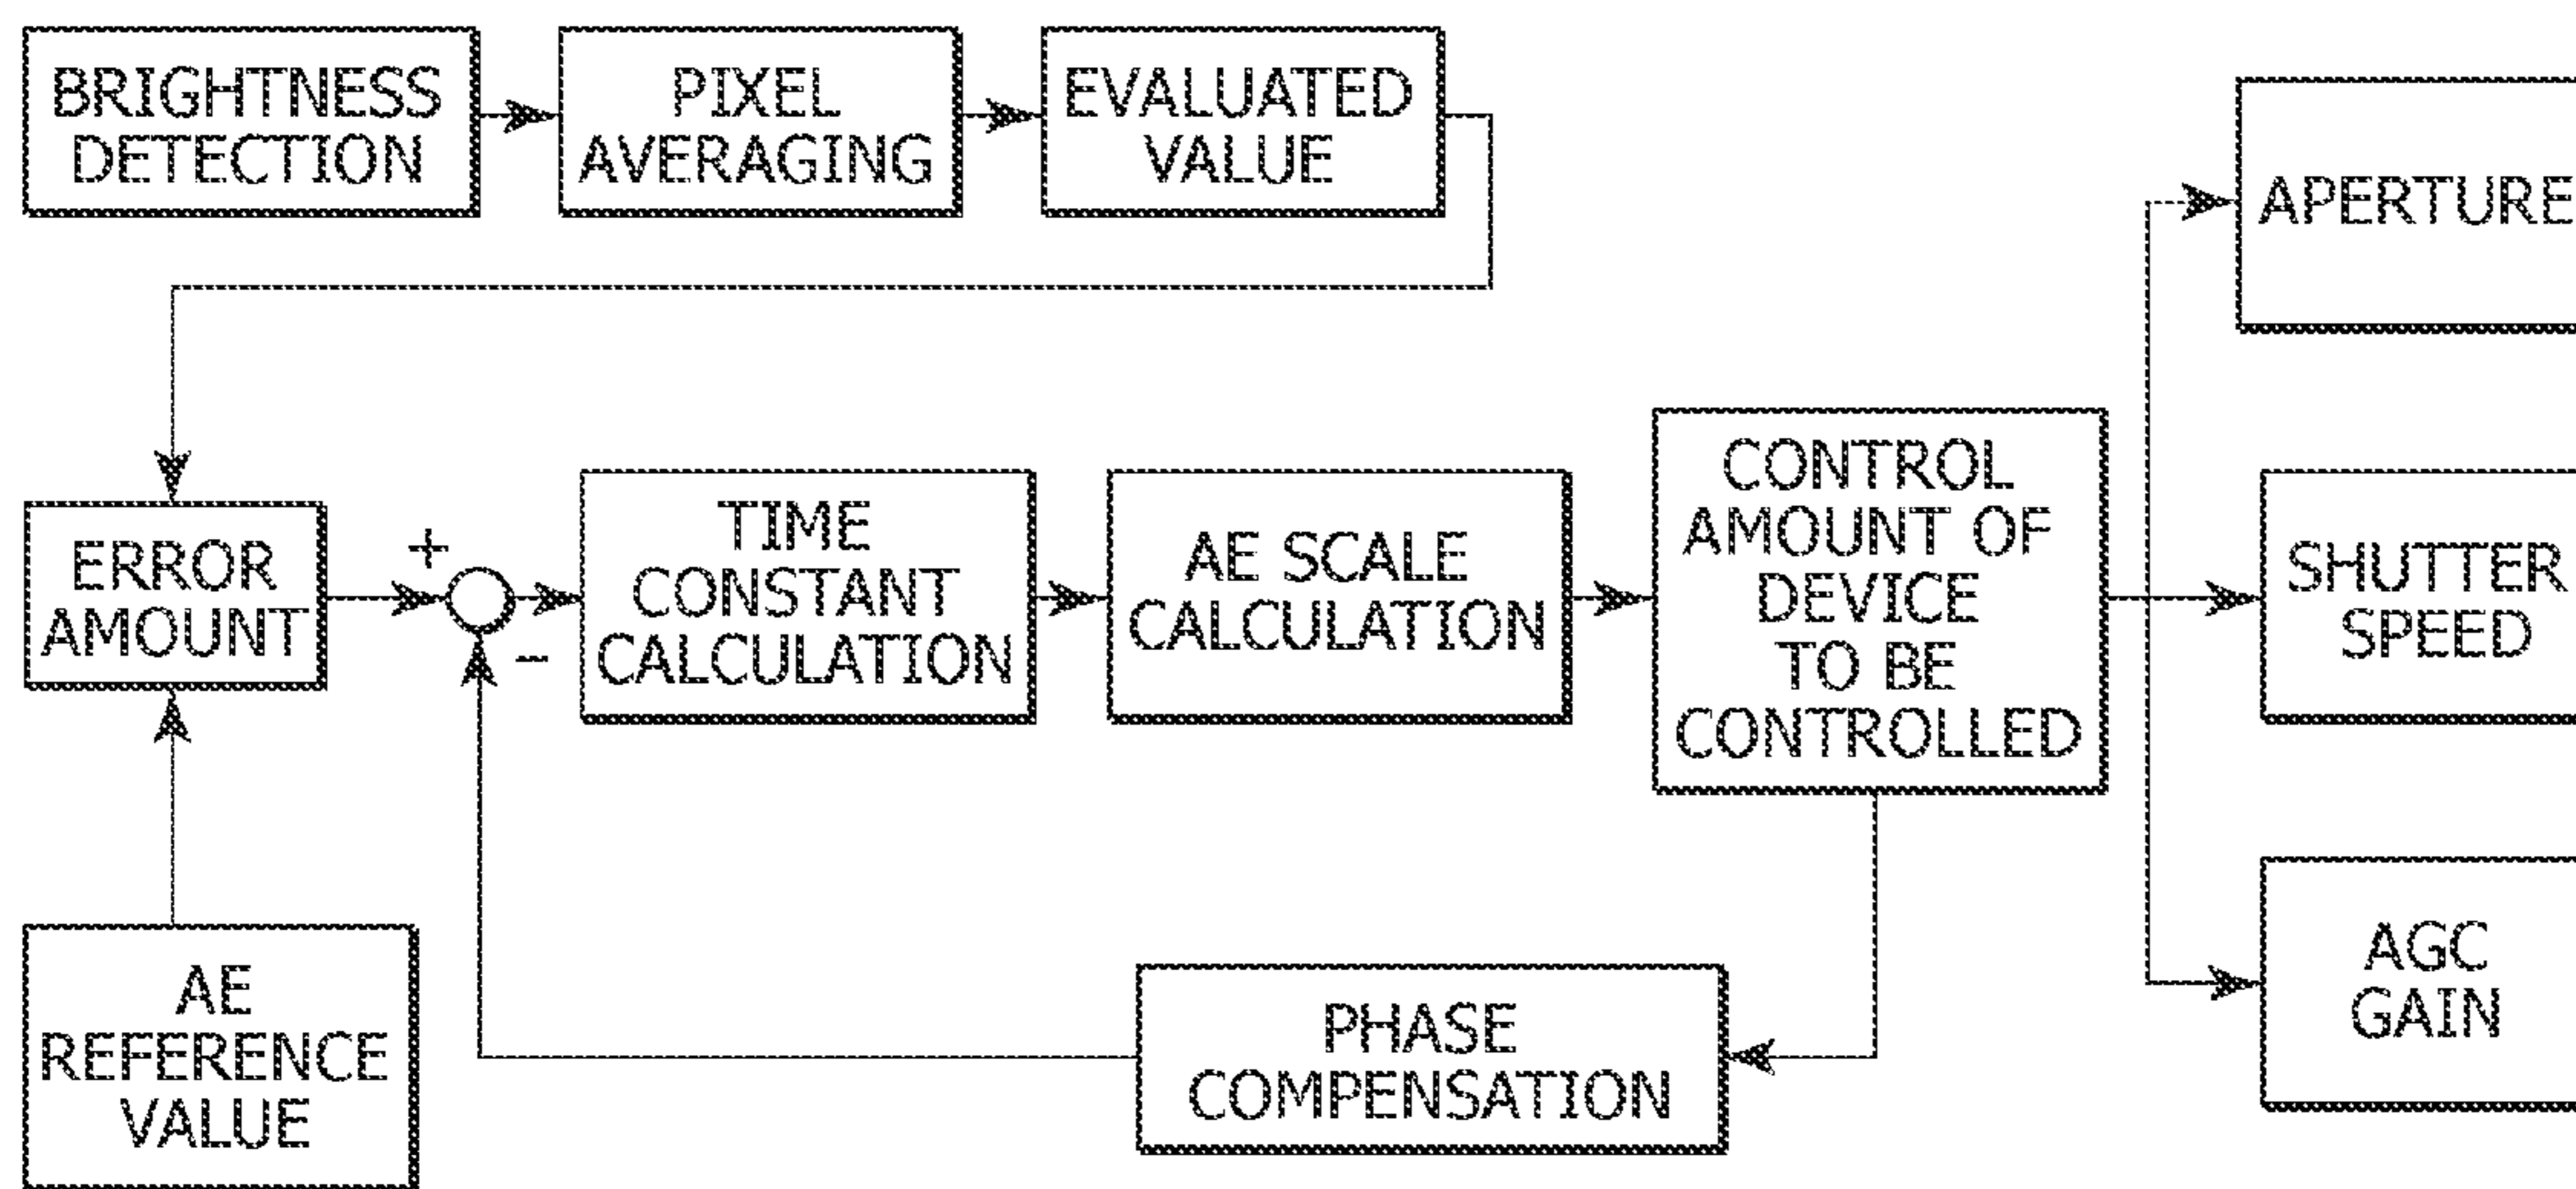 BRIGHTNESS
DETECTION
PIXEL
AVERAGING
EVALUATED
VALUE
APERTURE
ERROR
AMOUNT
+
−
TIME
CONSTANT
CALCULATION
AE SCALE
CALCULATION
CONTROL
AMOUNT OF
DEVICE
TO BE
CONTROLLED
SHUTTER
SPEED
AE
REFERENCE
VALUE
PHASE
COMPENSATION
AGC
GAIN